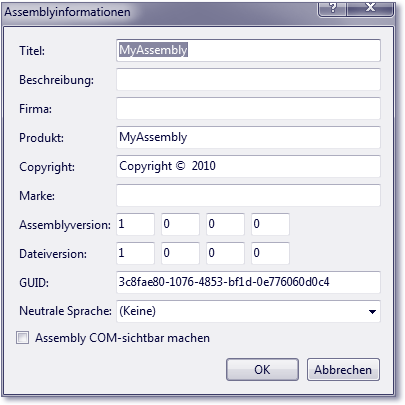 Assemblyinformationen
Titel: MyAssembly
Beschreibung:
Firma:
Produkt: MyAssembly
Copyright: Copyright © 2010
Marke:
Assemblyversion: 1 0 0 0
Dateiversion: 1 0 0 0
GUID: 3c8fae80-1076-4853-bf1d-0e776060d0c4
Neutrale Sprache: (Keine)
Assembly COM-sichtbar machen
OK Abbrechen